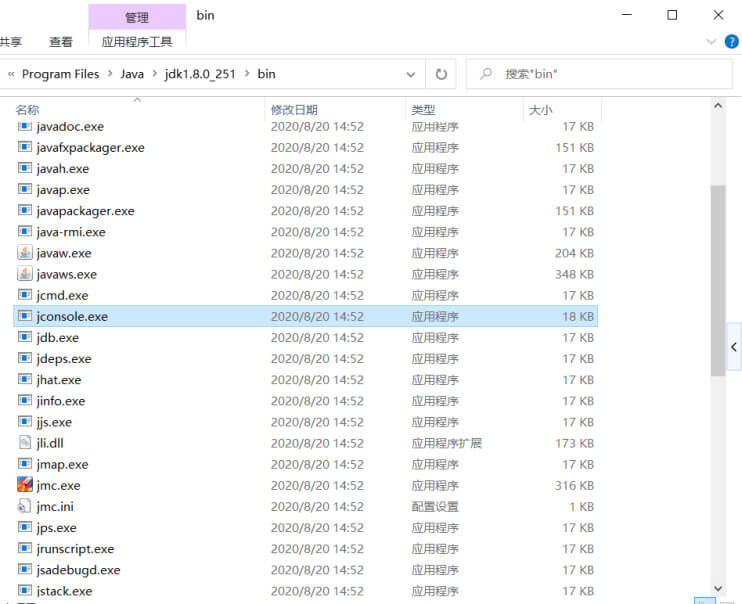 管理 bin
共享 查看 应用程序工具
« Program Files > Java > jdk1.8.0_251 > bin 搜索"bin"
名称 修改日期 类型 大小
javadoc.exe 2020/8/20 14:52 应用程序 17 KB
javafxpackager.exe 2020/8/20 14:52 应用程序 151 KB
javah.exe 2020/8/20 14:52 应用程序 17 KB
javap.exe 2020/8/20 14:52 应用程序 17 KB
javapackager.exe 2020/8/20 14:52 应用程序 151 KB
java-rmi.exe 2020/8/20 14:52 应用程序 17 KB
javaw.exe 2020/8/20 14:52 应用程序 204 KB
javaws.exe 2020/8/20 14:52 应用程序 348 KB
jcmd.exe 2020/8/20 14:52 应用程序 17 KB
jconsole.exe 2020/8/20 14:52 应用程序 18 KB
jdb.exe 2020/8/20 14:52 应用程序 17 KB
jdeps.exe 2020/8/20 14:52 应用程序 17 KB
jhat.exe 2020/8/20 14:52 应用程序 17 KB
jinfo.exe 2020/8/20 14:52 应用程序 17 KB
jjs.exe 2020/8/20 14:52 应用程序 17 KB
jli.dll 2020/8/20 14:52 应用程序扩展 173 KB
jmap.exe 2020/8/20 14:52 应用程序 17 KB
jmc.exe 2020/8/20 14:52 应用程序 316 KB
jmc.ini 2020/8/20 14:52 配置设置 1 KB
jps.exe 2020/8/20 14:52 应用程序 17 KB
jrunscript.exe 2020/8/20 14:52 应用程序 17 KB
jsadebugd.exe 2020/8/20 14:52 应用程序 17 KB
jstack.exe 2020/8/20 14:52 应用程序 17 KB